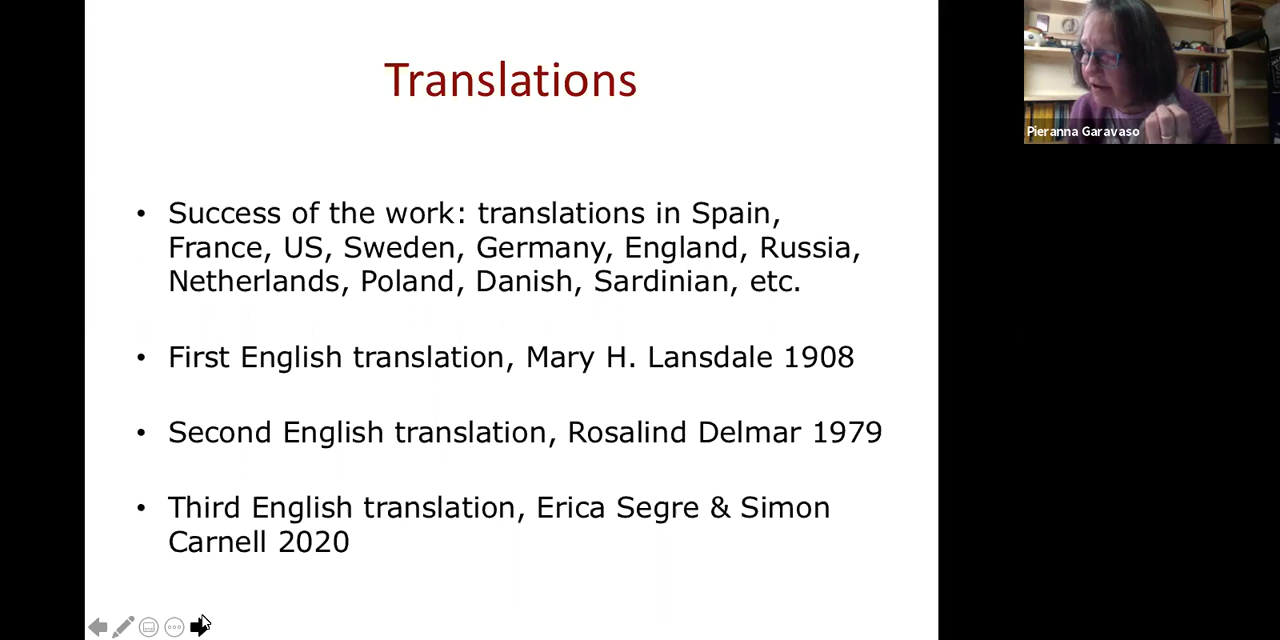 Translations
• Success of the work: translations in Spain,
France, US, Sweden, Germany, England, Russia,
Netherlands, Poland, Danish, Sardinian, etc.
• First English translation, Mary H. Lansdale 1908
• Second English translation, Rosalind Delmar 1979
• Third English translation, Erica Segre & Simon
Carnell 2020
Pieranna Garavaso